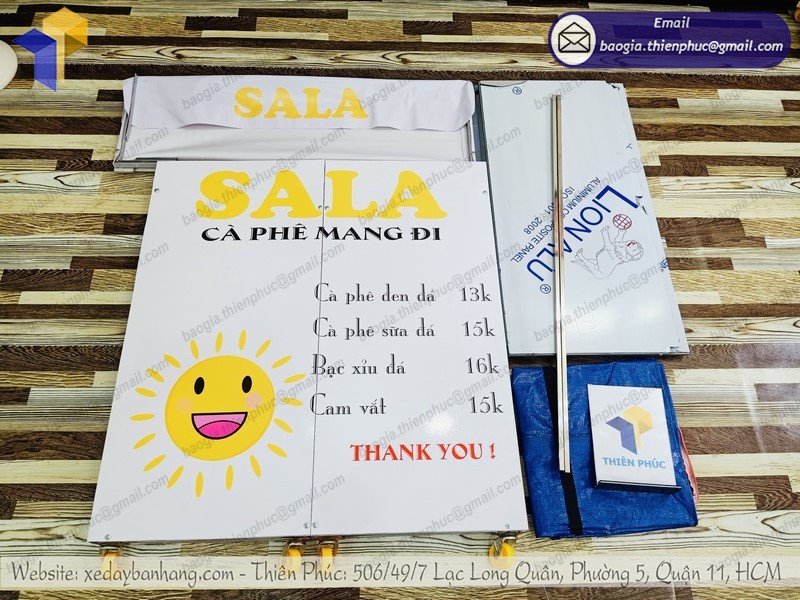 Email
baogia.thienphuc@gmail.com
SALA
SALA
CÀ PHÊ MANG ĐI
Cà phê đen đá 13k
Cà phê sữa đá 15k
Bạc xỉu đá 16k
Cam vắt 15k
THANK YOU !
LIONALU®
ALUMINIUM COMPOSITE PANEL
THIÊN PHÚC
Website: xedaybanhang.com - Thiên Phúc: 506/49/7 Lạc Long Quân, Phường 5, Quận 11, HCM